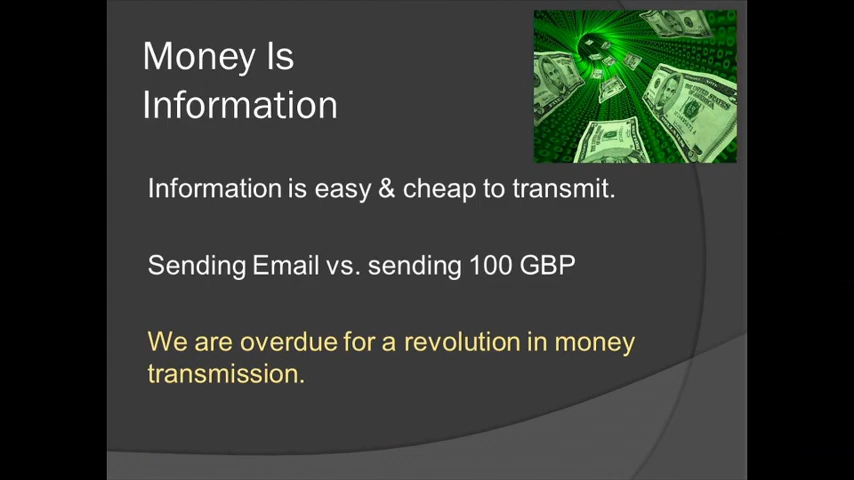 Money Is
Information
Information is easy & cheap to transmit.
Sending Email vs. sending 100 GBP
We are overdue for a revolution in money
transmission.